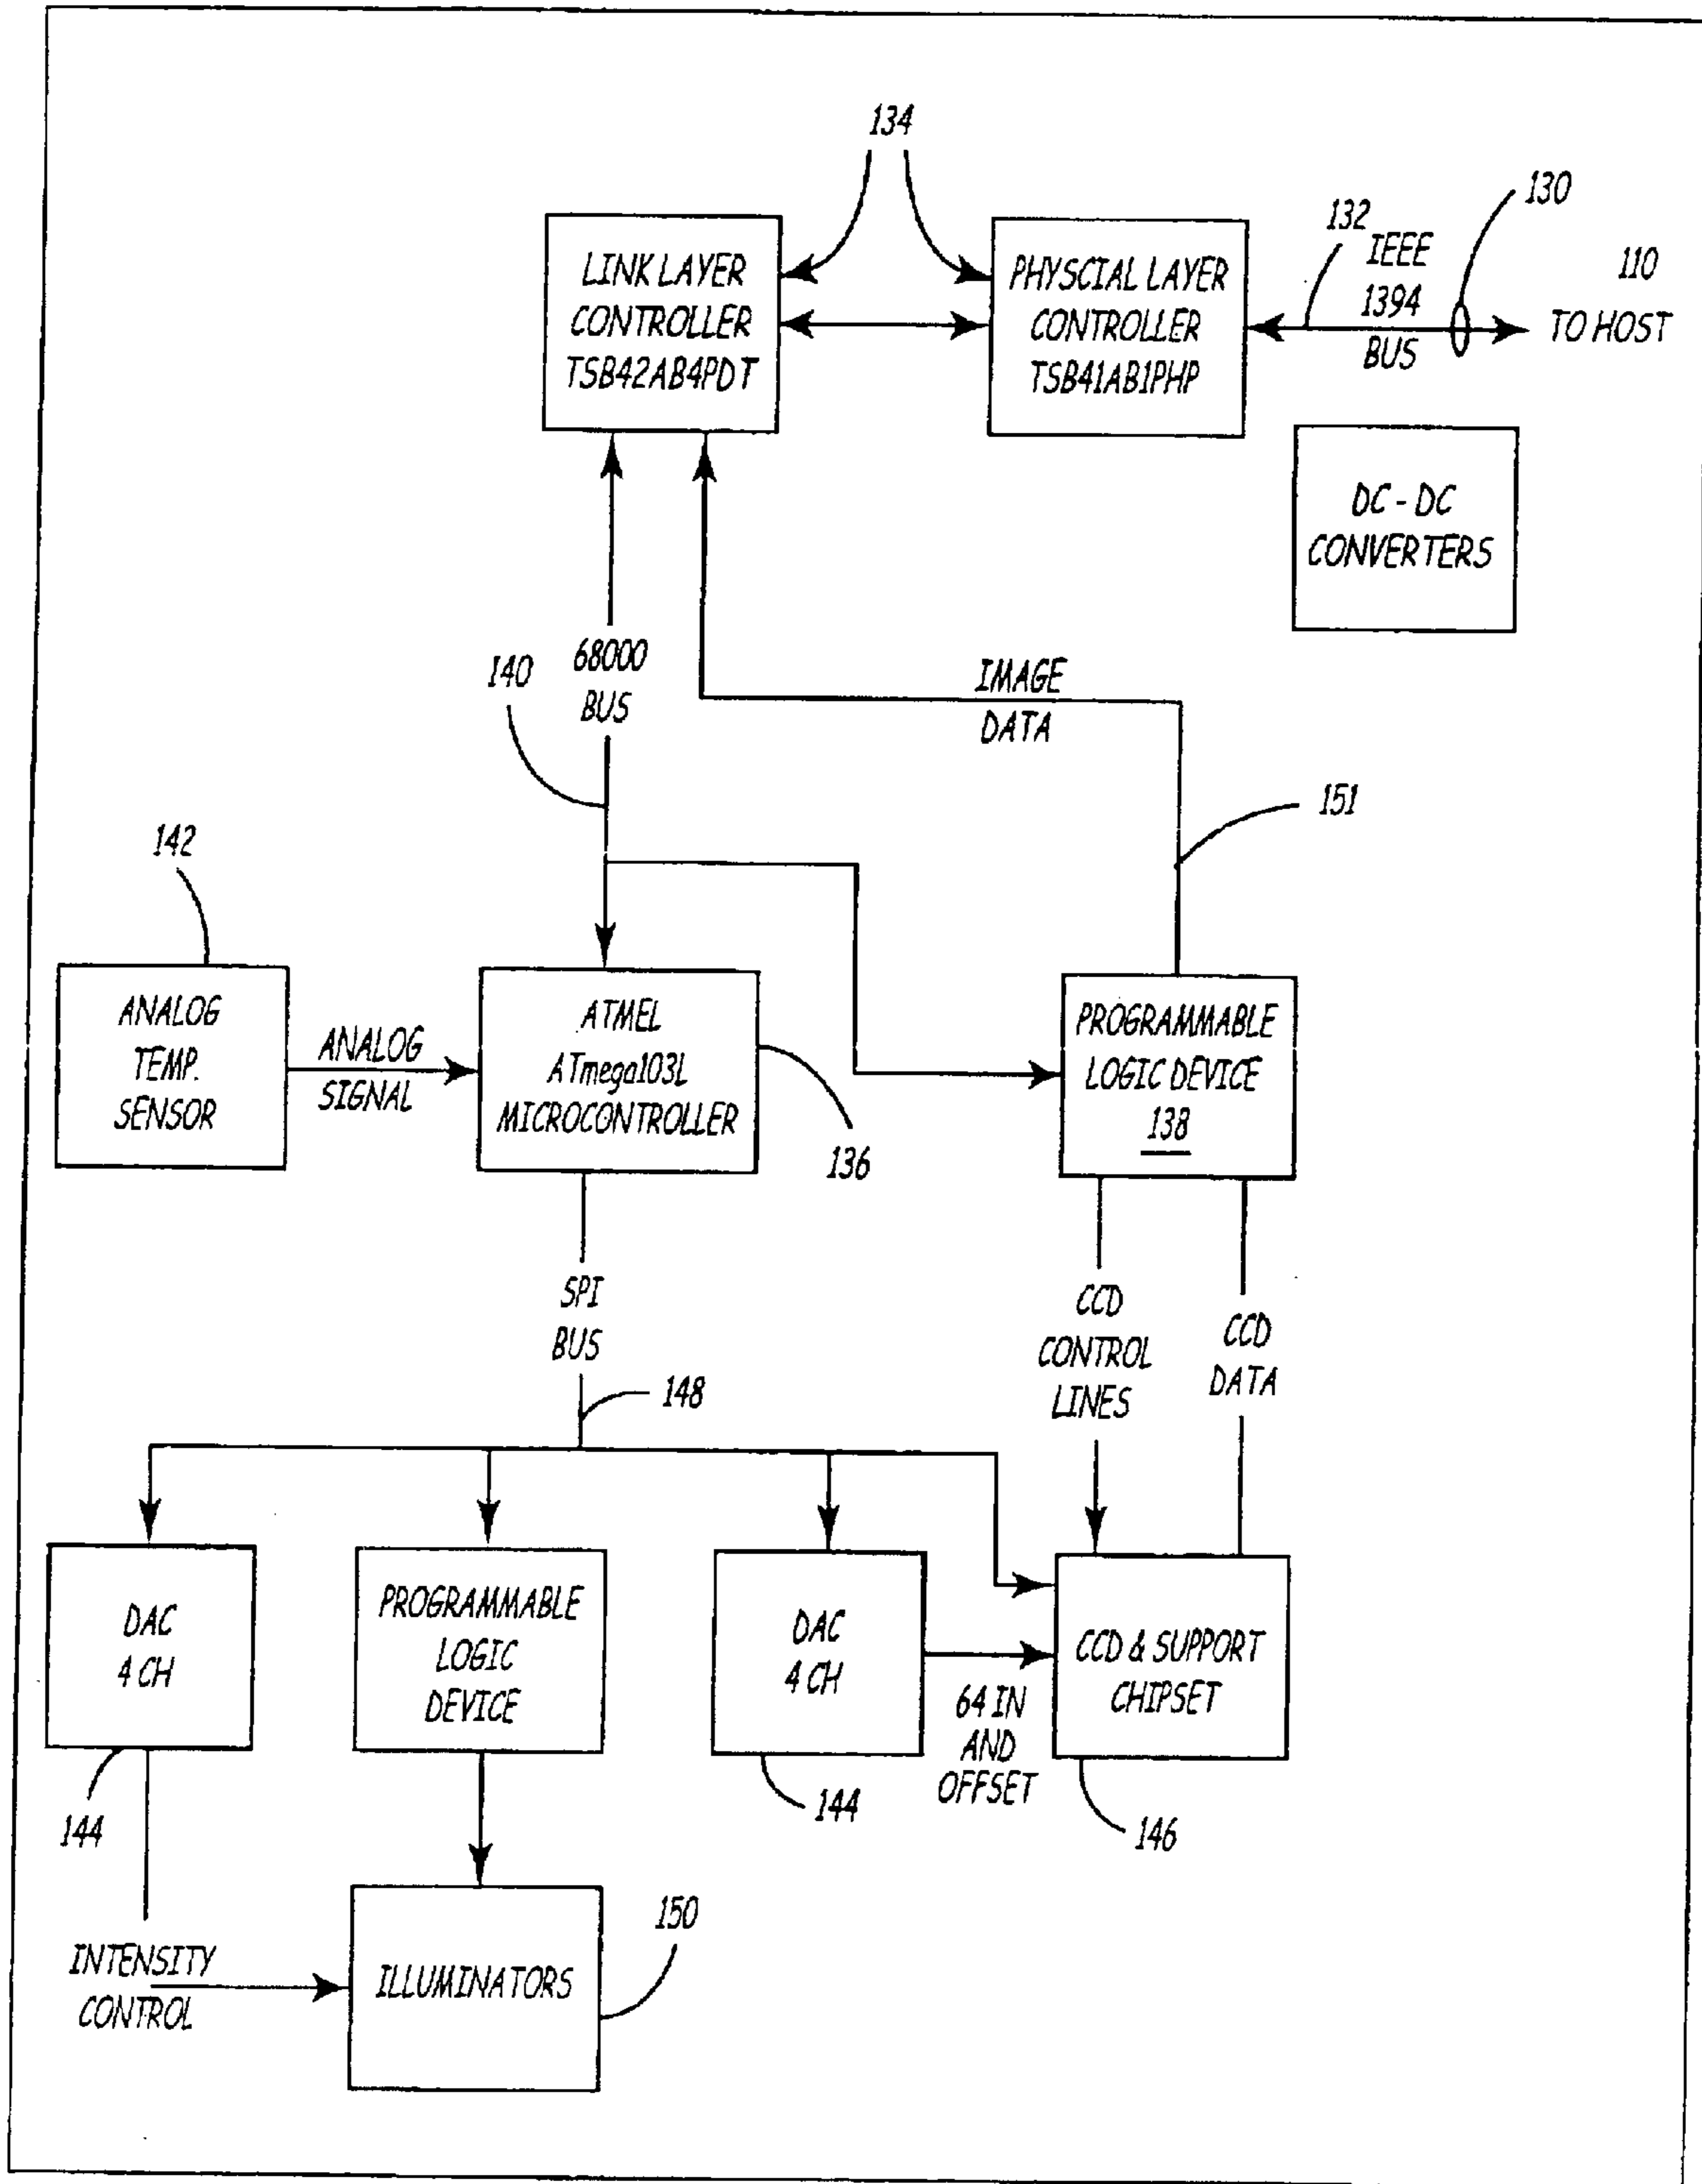 134
130
132
IEEE
1394
BUS
110
TO HOST
LINK LAYER
CONTROLLER
TSB42AB4PDT
PHYSCIAL LAYER
CONTROLLER
TSB41AB1PHP
DC - DC
CONVERTERS
140
68000
BUS
IMAGE
DATA
151
142
ANALOG
TEMP.
SENSOR
ANALOG
SIGNAL
ATMEL
ATmega103L
MICROCONTROLLER
136
PROGRAMMABLE
LOGIC DEVICE
138
SPI
BUS
148
CCD
CONTROL
LINES
CCD
DATA
DAC
4 CH
144
PROGRAMMABLE
LOGIC
DEVICE
DAC
4 CH
144
64 IN
AND
OFFSET
CCD & SUPPORT
CHIPSET
146
INTENSITY
CONTROL
ILLUMINATORS
150